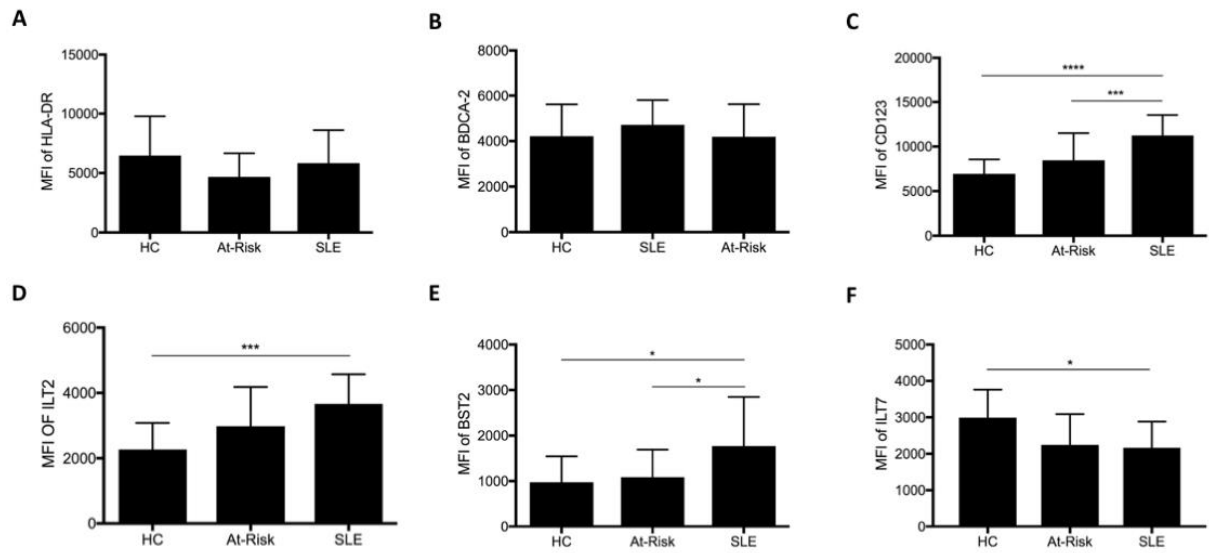 A
MFI of HLA-DR
15000
10000
5000
0
HC At-Risk SLE
B
MFI of BDCA-2
8000
6000
4000
2000
0
HC SLE At-Risk
C
MFI of CD123
20000
15000
10000
5000
0
****
***
HC At-Risk SLE
D
MFI OF ILT2
6000
4000
2000
0
***
HC At-Risk SLE
E
MFI of BST2
4000
3000
2000
1000
0
*
*
HC At-Risk SLE
F
MFI of ILT7
5000
4000
3000
2000
1000
0
*
HC At-Risk SLE